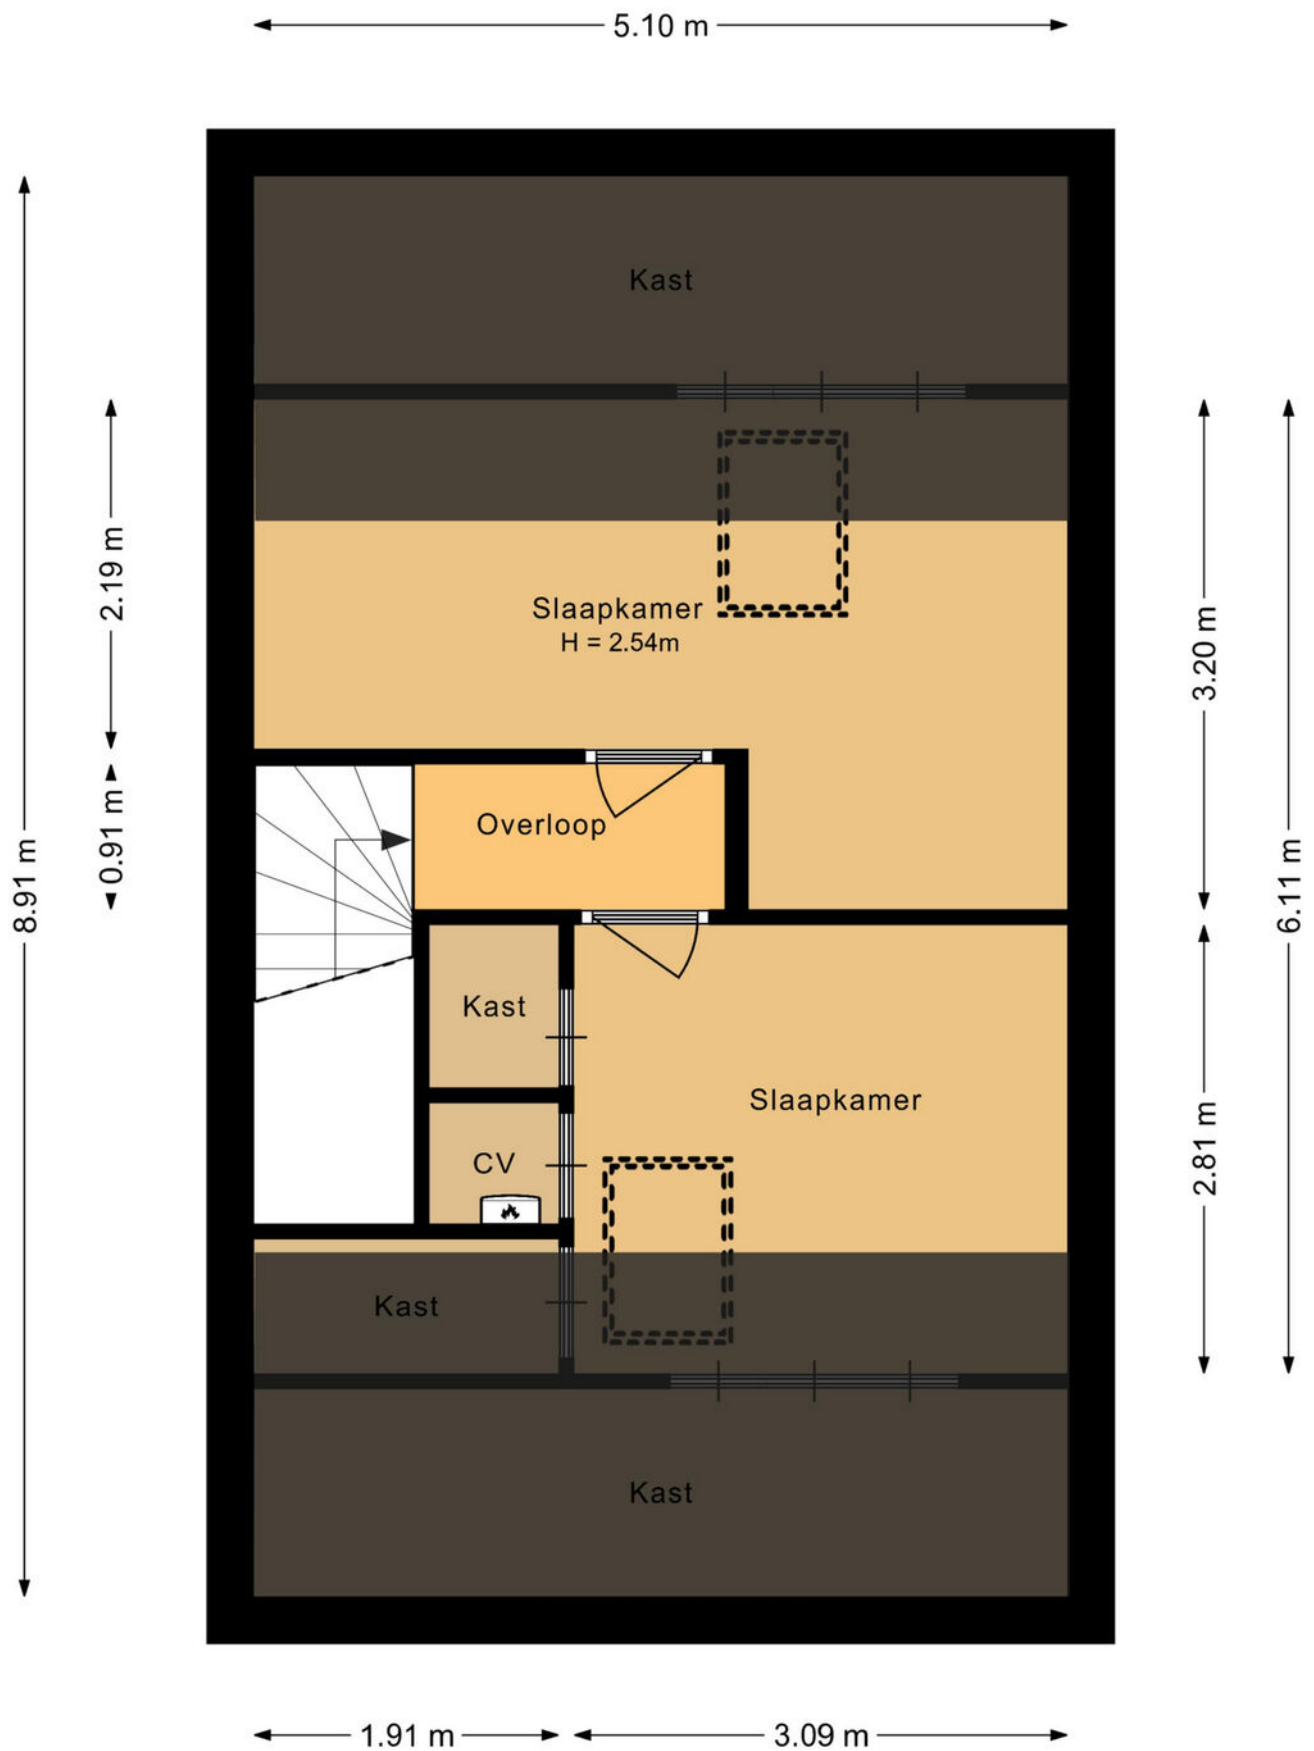 5.10 m
Kast
2.19 m
Slaapkamer
H = 2.54m
3.20 m
0.91 m
Overloop
8.91 m
6.11 m
Kast
Slaapkamer
CV
2.81 m
Kast
Kast
1.91 m
3.09 m